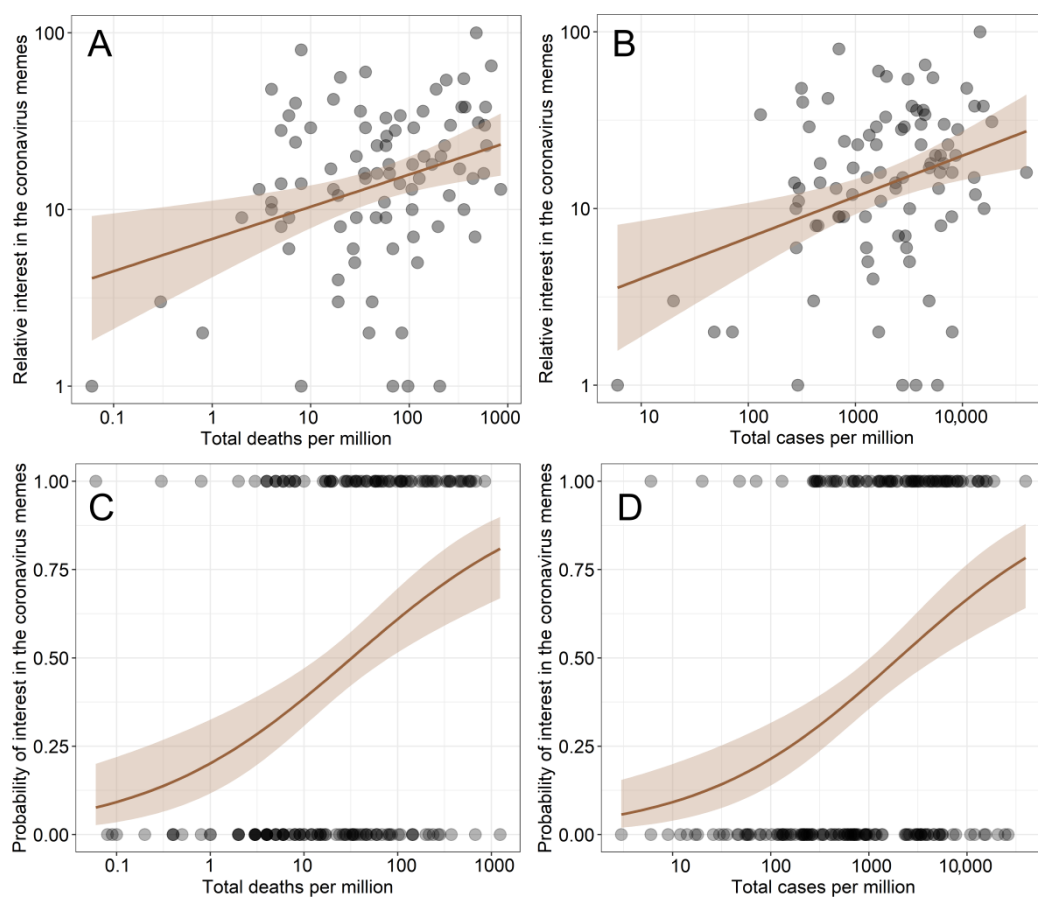 A
Relative interest in the coronavirus memes
100
10
1
0.1 1 10 100 1000
Total deaths per million
B
Relative interest in the coronavirus memes
100
10
1
10 100 1000 10,000
Total cases per million
C
Probability of interest in the coronavirus memes
1.00
0.75
0.50
0.25
0.00
0.1 1 10 100 1000
Total deaths per million
D
Probability of interest in the coronavirus memes
1.00
0.75
0.50
0.25
0.00
10 100 1000 10,000
Total cases per million